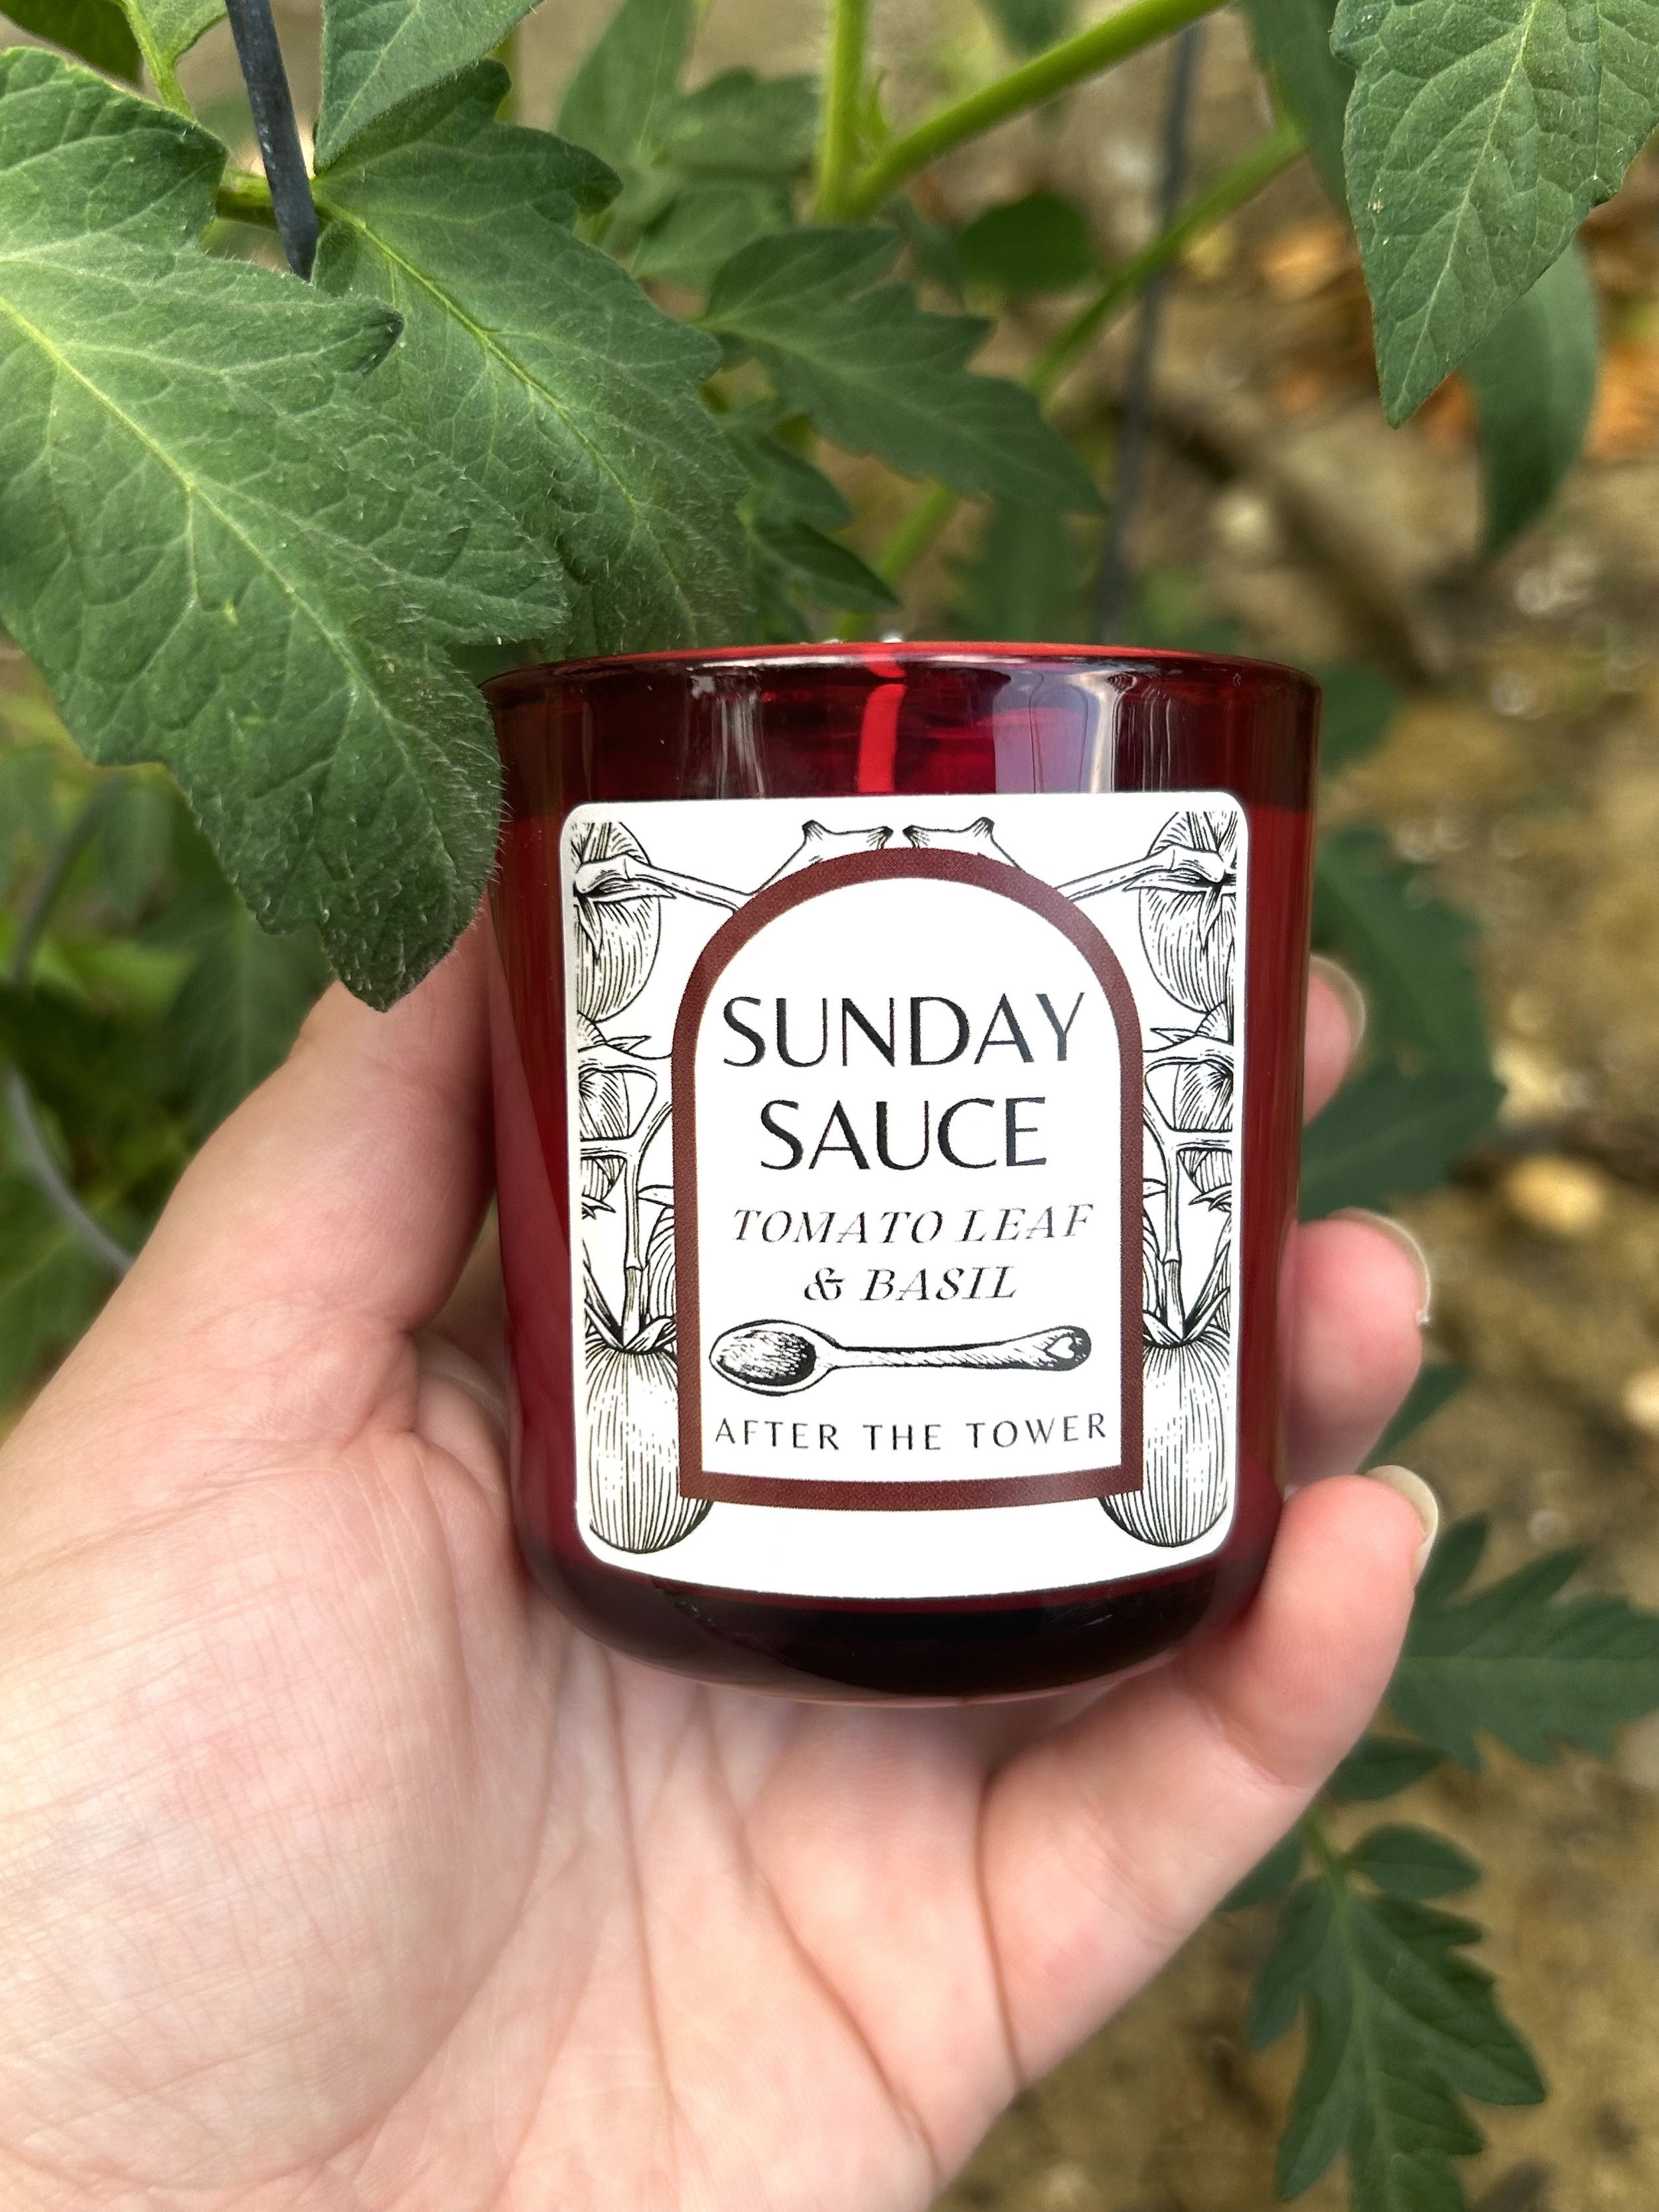 SUNDAY
SAUCE
TOMATO LEAF
& BASIL
AFTER THE TOWER